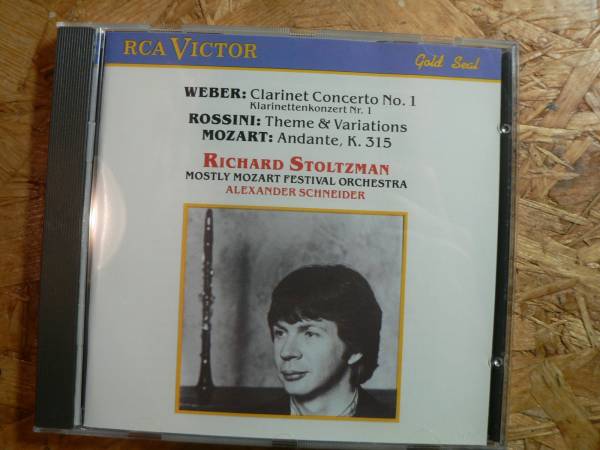 RCA VICTOR
Gold Seal
WEBER: Clarinet Concerto No. 1
Klarinettenkonzert Nr. 1
ROSSINI: Theme & Variations
MOZART: Andante, K. 315
RICHARD STOLTZMAN
MOSTLY MOZART FESTIVAL ORCHESTRA
ALEXANDER SCHNEIDER